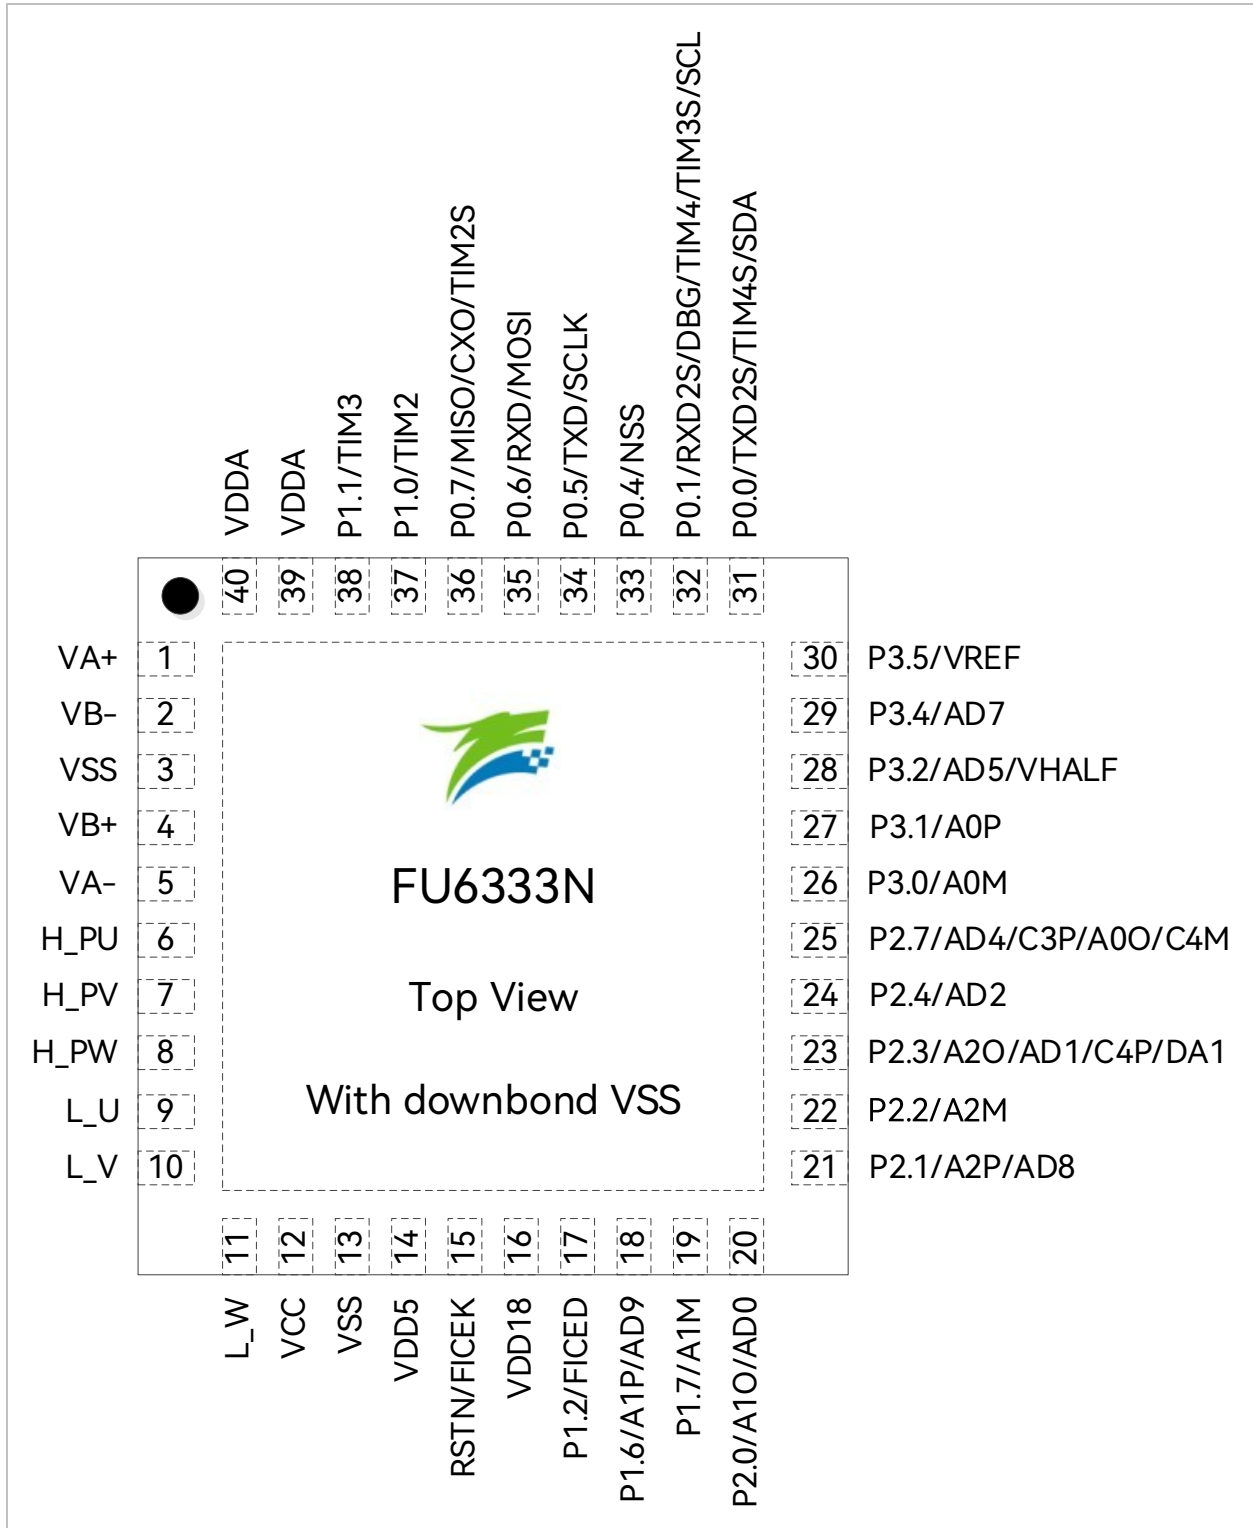 VDDA
VDDA
P1.1/TIM3
P1.0/TIM2
P0.7/MISO/CXO/TIM2S
P0.6/RXD/MOSI
P0.5/TXD/SCLK
P0.4/NSS
P0.1/RXD2S/DBG/TIM4/TIM3S/SCL
P0.0/TXD2S/TIM4S/SDA
40 39 38 37 36 35 34 33 32 31
VA+ 1 30 P3.5/VREF
VB- 2 29 P3.4/AD7
VSS 3 28 P3.2/AD5/VHALF
VB+ 4 27 P3.1/A0P
VA- 5 26 P3.0/A0M
FU6333N
H_PU 6 25 P2.7/AD4/C3P/A0O/C4M
H_PV 7 24 P2.4/AD2
Top View
H_PW 8 23 P2.3/A2O/AD1/C4P/DA1
L_U 9 22 P2.2/A2M
With downbond VSS
L_V 10 21 P2.1/A2P/AD8
11 12 13 14 15 16 17 18 19 20
L_W
VCC
VSS
VDD5
RSTN/FICEK
VDD18
P1.2/FICED
P1.6/A1P/AD9
P1.7/A1M
P2.0/A1O/AD0